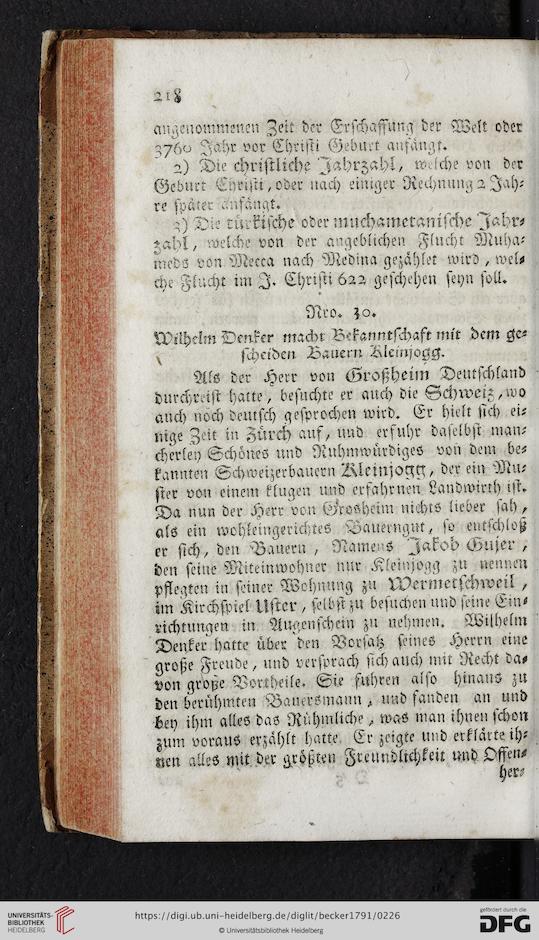 218
angenommenen Zeit der Erschaffung der Welt oder
3760 Jahr vor Christi Geburt anfängt.
2) Die christliche Jahrzahl, welche von der
Geburt Christi, oder nach einiger Rechnung 2 Jah-
re später anfängt.
3) Die türkische oder muchametanische Jahr-
zahl, welche von der angeblichen Flucht Muha-
meds von Mecca nach Medina gezählet wird, wel-
che Flucht im J. Christi 622 geschehen seyn soll.
Nro. 30.
Wilhelm Denker macht Bekanntschaft mit dem ge-
scheiden Bauern Kleinjogg.
Als der Herr von Großheim Deutschland
durchreist hatte, besuchte er auch die Schweiz, wo
auch noch deutsch gesprochen wird. Er hielt sich ei-
nige Zeit in Zürch auf, und erfuhr daselbst man-
cherley Schönes und Ruhmwürdiges von dem be-
kannten Schweizerbauern Kleinjogg, der ein Mu-
ster von einem klugen und erfahrnen Landwirth ist.
Da nun der Herr von Grosheim nichts lieber sah,
als ein wohleingerichtes Bauerngut, so entschloß
er sich, den Bauern, Namens Jakob Gujer,
den seine Miteinwohner nur Kleinjogg zu nennen
pflegten in seiner Wohnung zu Wermetschweil,
im Kirchspiel Uster, selbst zu besuchen und seine Ein-
richtungen in Augenschein zu nehmen. Wilhelm
Denker hatte über den Vorsatz seines Herrn eine
große Freude, und versprach sich auch mit Recht da-
von große Vortheile. Sie fuhren also hinaus zu
den berühmten Bauersmann, und fanden an und
bey ihm alles das Rühmliche, was man ihnen schon
zum voraus erzählt hatte. Er zeigte und erklärte ih-
nen alles mit der größten Freundlichkeit und Offen-
her-
UNIVERSITÄTS-
BIBLIOTHEK
HEIDELBERG
https://digi.ub.uni-heidelberg.de/diglit/becker1791/0226
© Universitätsbibliothek Heidelberg
gefördert durch die
DFG